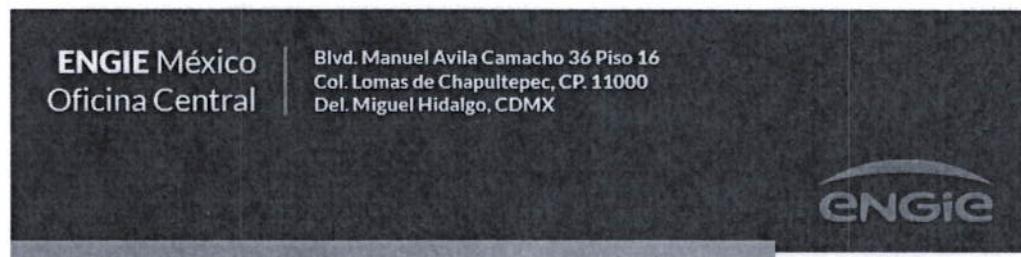 ENGIE México
Oficina Central
Blvd. Manuel Avila Camacho 36 Piso 16
Col. Lomas de Chapultepec, CP. 11000
Del. Miguel Hidalgo, CDMX
eNGie